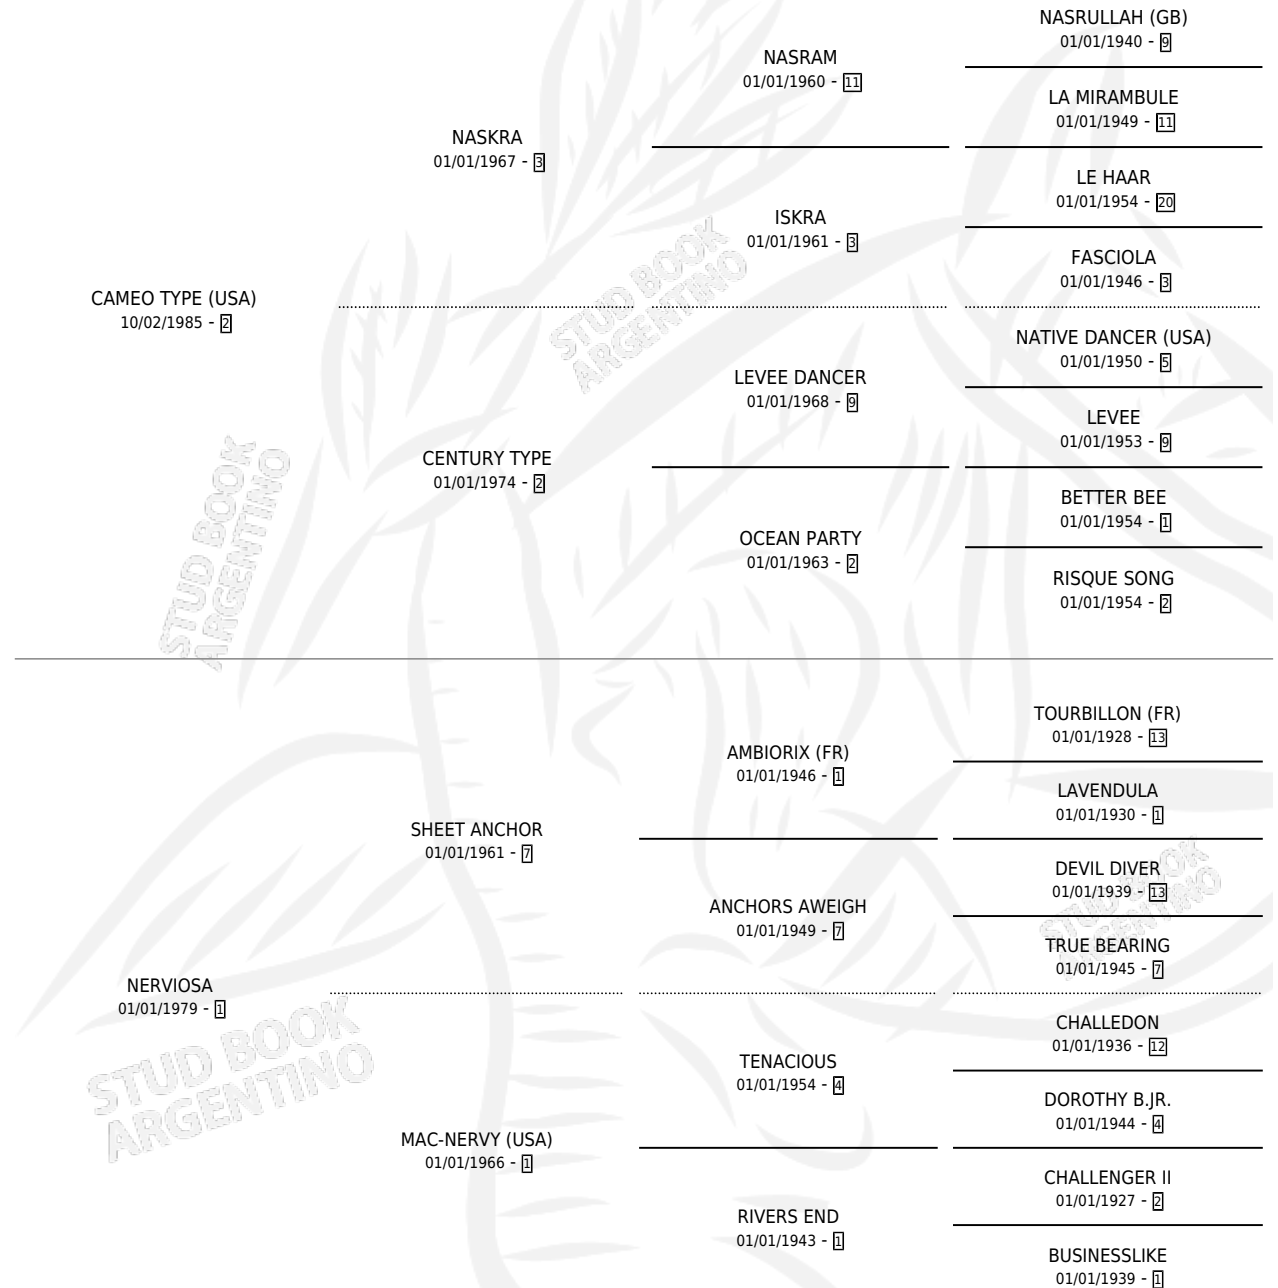 NASRULLAH (GB)
01/01/1940 - 9
NASRAM
01/01/1960 - 11
LA MIRAMBULE
01/01/1949 - 11
NASKRA
01/01/1967 - 3
LE HAAR
01/01/1954 - 20
ISKRA
01/01/1961 - 3
FASCIOLA
01/01/1946 - 3
CAMEO TYPE (USA)
10/02/1985 - 2
NATIVE DANCER (USA)
01/01/1950 - 5
LEVEE DANCER
01/01/1968 - 9
LEVEE
01/01/1953 - 9
CENTURY TYPE
01/01/1974 - 2
BETTER BEE
01/01/1954 - 1
OCEAN PARTY
01/01/1963 - 2
RISQUE SONG
01/01/1954 - 2
TOURBILLON (FR)
01/01/1928 - 13
AMBIORIX (FR)
01/01/1946 - 1
LAVENDULA
01/01/1930 - 1
SHEET ANCHOR
01/01/1961 - 7
DEVIL DIVER
01/01/1939 - 13
ANCHORS AWEIGH
01/01/1949 - 7
TRUE BEARING
01/01/1945 - 7
NERVIOSA
01/01/1979 - 1
CHALLEDON
01/01/1936 - 12
TENACIOUS
01/01/1954 - 4
DOROTHY B.JR.
01/01/1944 - 4
MAC-NERVY (USA)
01/01/1966 - 1
CHALLENGER II
01/01/1927 - 2
RIVERS END
01/01/1943 - 1
BUSINESSLIKE
01/01/1939 - 1
STUD BOOK
ARGENTINO
STUD BOOK
ARGENTINO
STUD BOOK
ARGENTINO
STUD BOOK
ARGENTINO